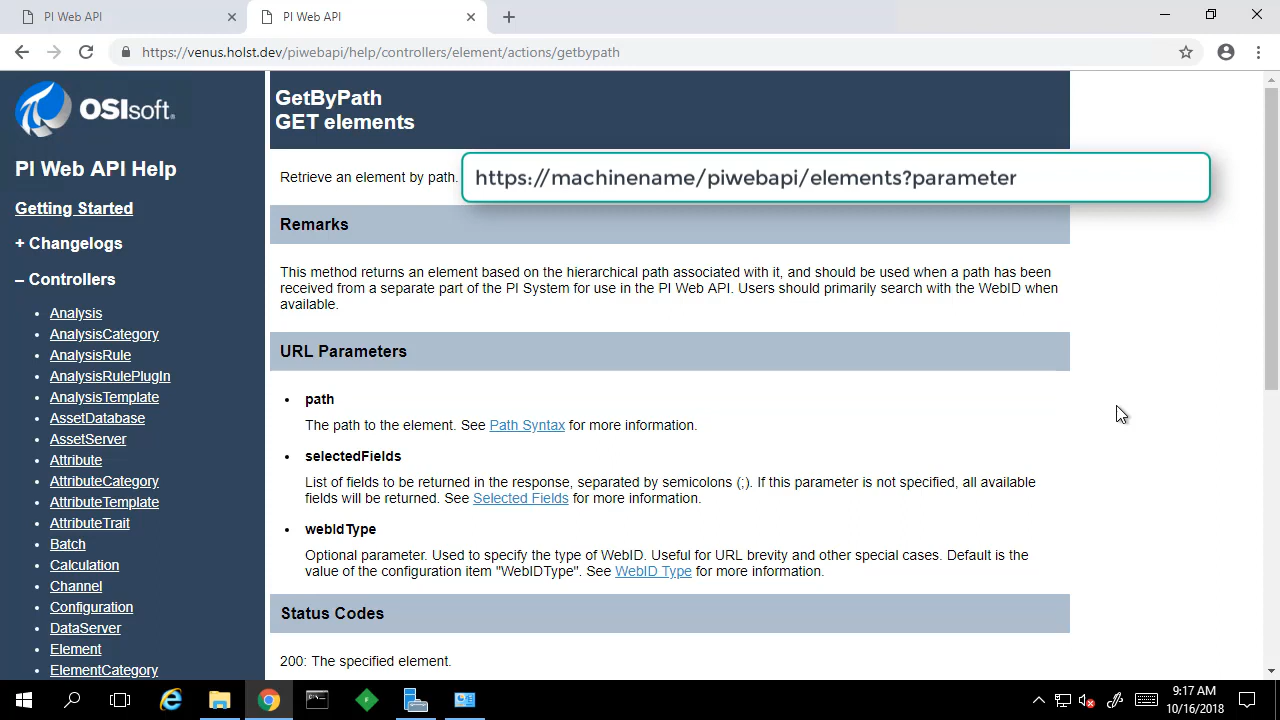 PI Web API
PI Web API
https://venus.holst.dev/piwebapi/help/controllers/element/actions/getbypath
OSIsoft.
PI Web API Help
Getting Started
+ Changelogs
– Controllers
Analysis
AnalysisCategory
AnalysisRule
AnalysisRulePlugIn
AnalysisTemplate
AssetDatabase
AssetServer
Attribute
AttributeCategory
AttributeTemplate
AttributeTrait
Batch
Calculation
Channel
Configuration
DataServer
Element
ElementCategory
GetByPath
GET elements
Retrieve an element by path.
https://machinename/piwebapi/elements?parameter
Remarks
This method returns an element based on the hierarchical path associated with it, and should be used when a path has been
received from a separate part of the PI System for use in the PI Web API. Users should primarily search with the WebID when
available.
URL Parameters
path
The path to the element. See Path Syntax for more information.
selectedFields
List of fields to be returned in the response, separated by semicolons (;). If this parameter is not specified, all available
fields will be returned. See Selected Fields for more information.
webIdType
Optional parameter. Used to specify the type of WebID. Useful for URL brevity and other special cases. Default is the
value of the configuration item "WebIDType". See WebID Type for more information.
Status Codes
200: The specified element.
9:17 AM
10/16/2018